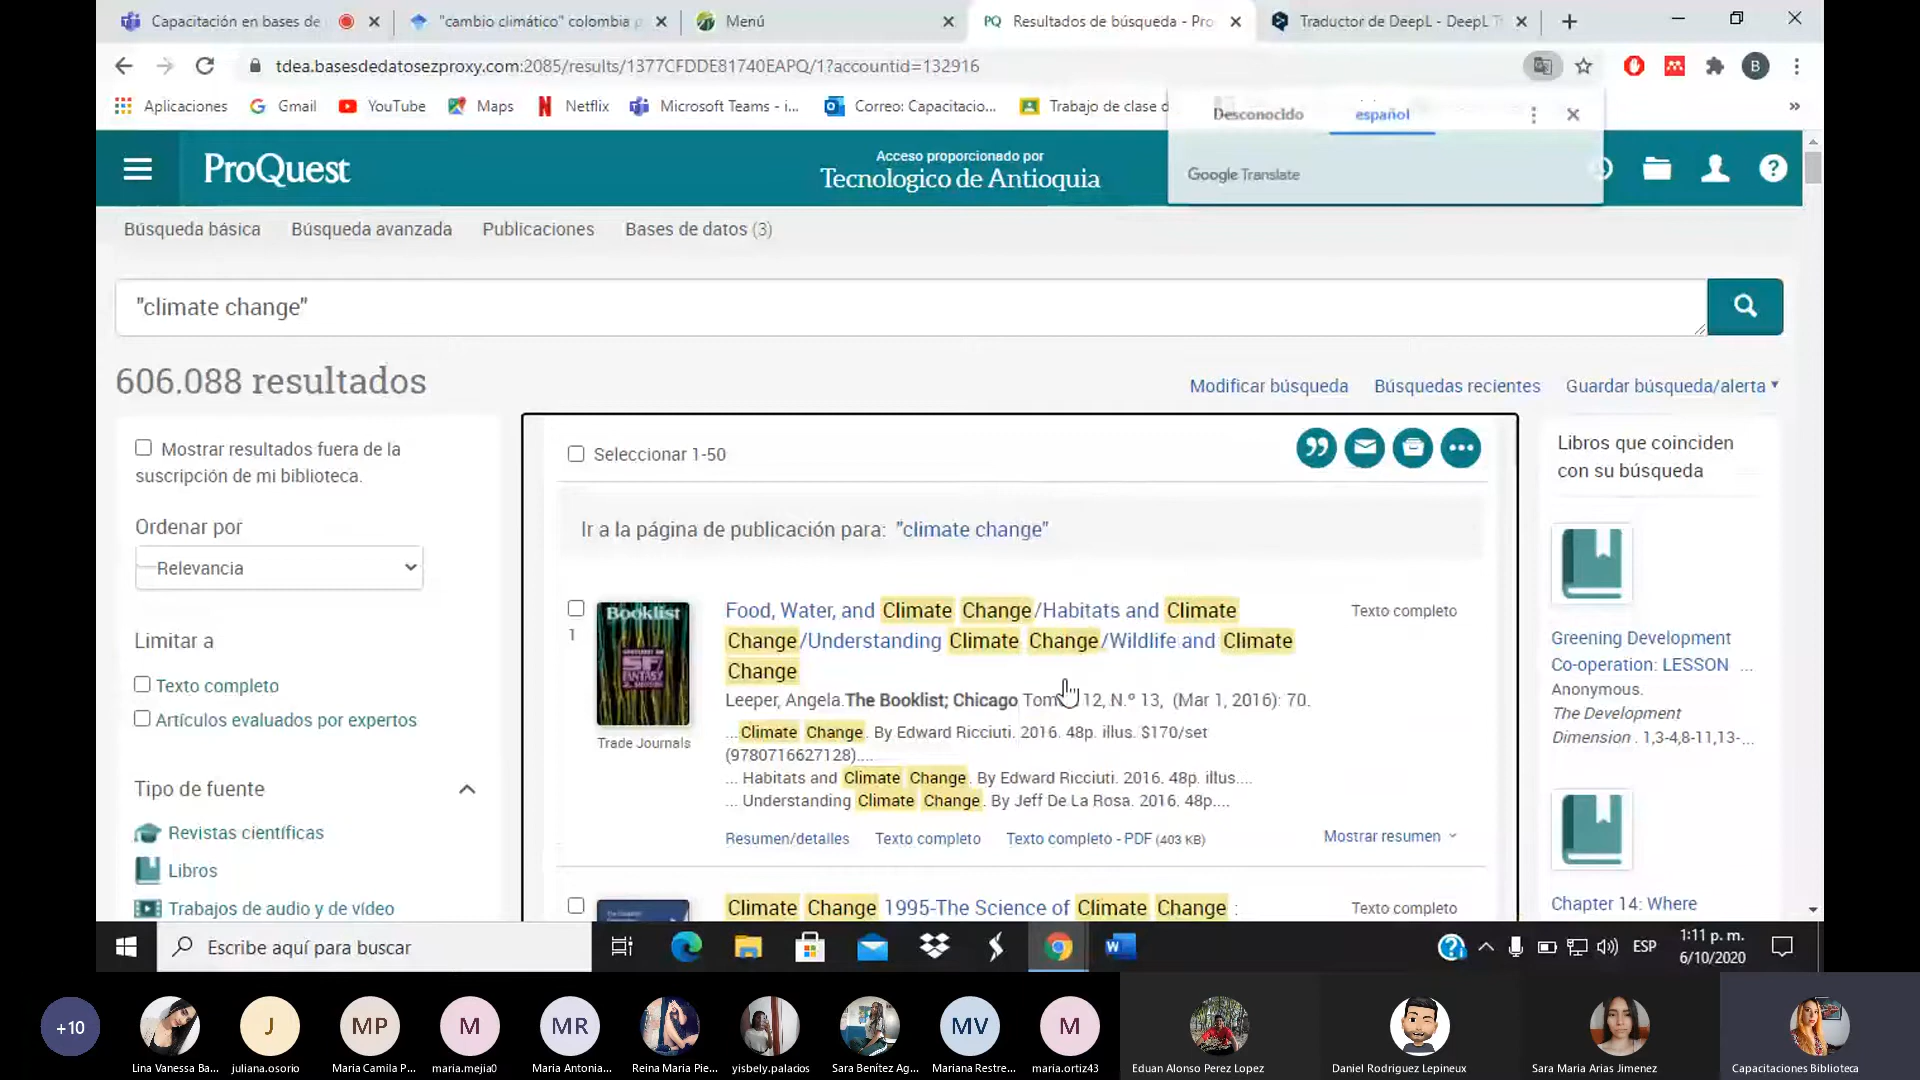 Capacitación en bases de
"cambio climático" colombia p
Menú
PQ Resultados de búsqueda - Pro
Traductor de DeepL - DeepL T
tdea.basesdedatosezproxy.com:2085/results/1377CFDDE81740EAPQ/1?accountid=132916
B
Aplicaciones
G Gmail
YouTube
Maps
N Netflix
Microsoft Teams - i...
Correo: Capacitacio...
Trabajo de clase d
»
Desconocido
español
Google Translate
ProQuest
Acceso proporcionado por
Tecnologico de Antioquia
Búsqueda básica
Búsqueda avanzada
Publicaciones
Bases de datos (3)
"climate change"
606.088 resultados
Modificar búsqueda
Búsquedas recientes
Guardar búsqueda/alerta
Mostrar resultados fuera de la
suscripción de mi biblioteca.
Ordenar por
Relevancia
Limitar a
Texto completo
Artículos evaluados por expertos
Tipo de fuente
Revistas científicas
Libros
Trabajos de audio y de vídeo
Seleccionar 1-50
Ir a la página de publicación para: "climate change"
1
Booklist
SF/
FANTASY
Trade Journals
Food, Water, and Climate Change/Habitats and Climate
Change/Understanding Climate Change/Wildlife and Climate
Change
Texto completo
Leeper, Angela.The Booklist; Chicago Tom 12, N.º 13, (Mar 1, 2016): 70.
...Climate Change. By Edward Ricciuti. 2016. 48p. illus. $170/set
(9780716627128)....
... Habitats and Climate Change. By Edward Ricciuti. 2016. 48p. illus....
... Understanding Climate Change. By Jeff De La Rosa. 2016. 48p....
Resumen/detalles
Texto completo
Texto completo - PDF (403 KB)
Mostrar resumen
Climate Change 1995-The Science of Climate Change :
Texto completo
Libros que coinciden
con su búsqueda
Greening Development
Co-operation: LESSON ...
Anonymous.
The Development
Dimension . 1,3-4,8-11,13-...
Chapter 14: Where
Escribe aquí para buscar
ESP
1:11 p. m.
6/10/2020
+10
J
MP
M
MR
MV
M
Lina Vanessa Ba...
juliana.osorio
Maria Camila P...
maria.mejia0
Maria Antonia...
Reina Maria Pie...
yisbely.palacios
Sara Benítez Ag...
Mariana Restre...
maria.ortiz43
Eduan Alonso Perez Lopez
Daniel Rodriguez Lepineux
Sara Maria Arias Jimenez
Capacitaciones Biblioteca